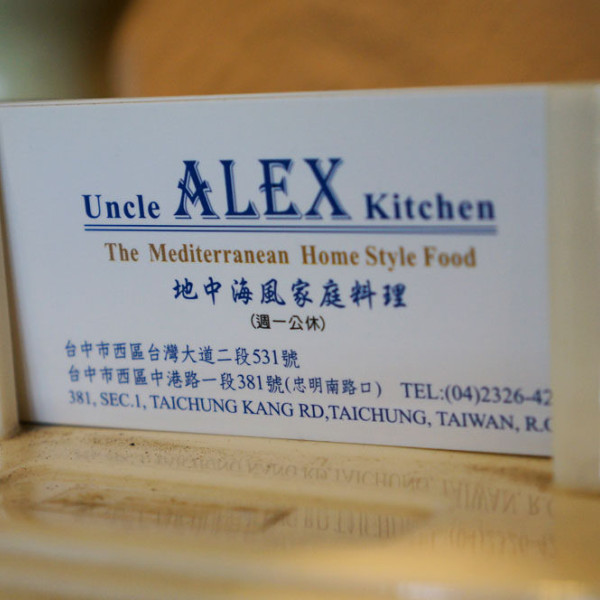 Uncle ALEX Kitchen
The Mediterranean Home Style Food
地中海風家庭料理
(週一公休)
台中市西區台灣大道二段531號
台中市西區中港路一段381號(忠明南路口) TEL:(04)2326-42
381, SEC.1, TAICHUNG KANG RD,TAICHUNG, TAIWAN, R.O